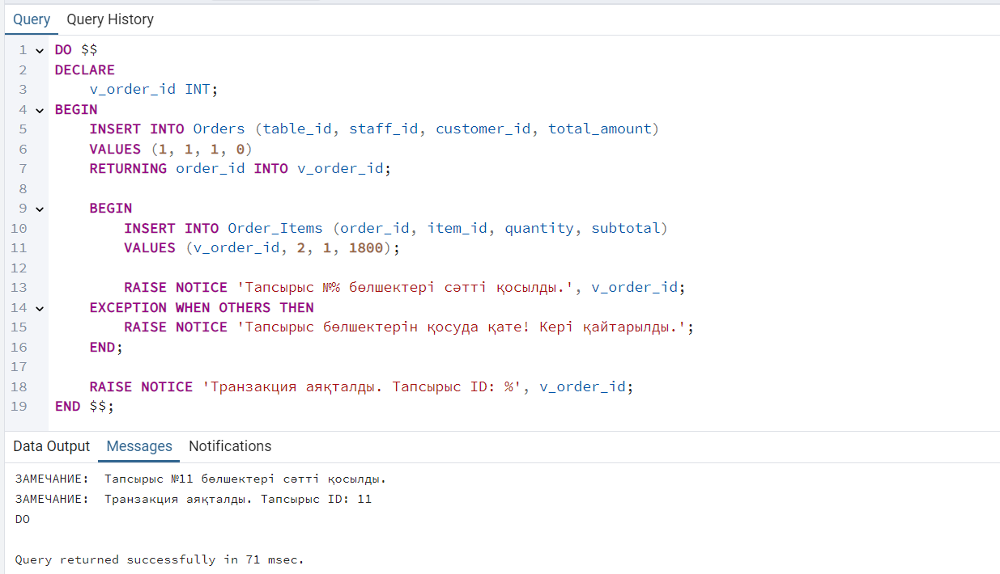 Query Query History
1 DO $$
2 DECLARE
3 v_order_id INT;
4 BEGIN
5 INSERT INTO Orders (table_id, staff_id, customer_id, total_amount)
6 VALUES (1, 1, 1, 0)
7 RETURNING order_id INTO v_order_id;
8
9 BEGIN
10 INSERT INTO Order_Items (order_id, item_id, quantity, subtotal)
11 VALUES (v_order_id, 2, 1, 1800);
12
13 RAISE NOTICE 'Тапсырыс №% бөлшектері сәтті қосылды.', v_order_id;
14 EXCEPTION WHEN OTHERS THEN
15 RAISE NOTICE 'Тапсырыс бөлшектерін қосуда қате! Кері қайтарылды.';
16 END;
17
18 RAISE NOTICE 'Транзакция аяқталды. Тапсырыс ID: %', v_order_id;
19 END $$;
Data Output Messages Notifications
ЗАМЕЧАНИЕ: Тапсырыс №11 бөлшектері сәтті қосылды.
ЗАМЕЧАНИЕ: Транзакция аяқталды. Тапсырыс ID: 11
DO
Query returned successfully in 71 msec.